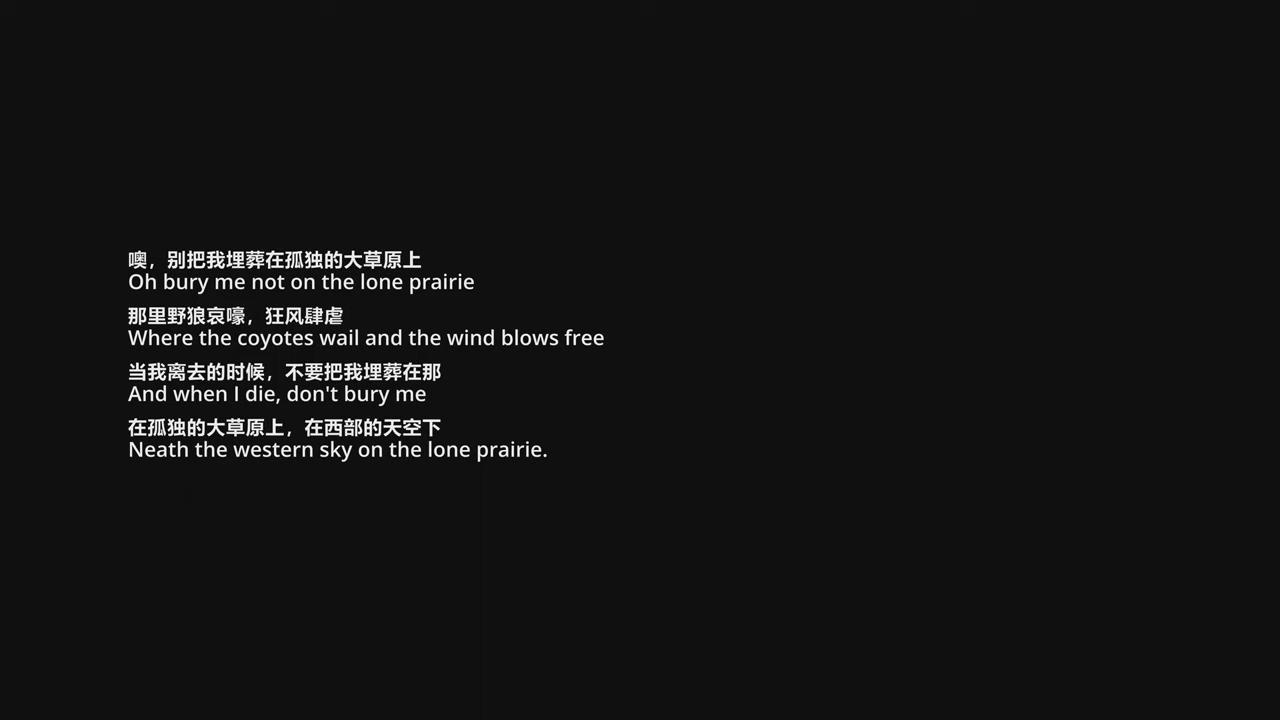 噢，别把我埋葬在孤独的大草原上
Oh bury me not on the lone prairie
那里野狼哀嚎，狂风肆虐
Where the coyotes wail and the wind blows free
当我离去的时候，不要把我埋葬在那
And when I die, don't bury me
在孤独的大草原上，在西部的天空下
Neath the western sky on the lone prairie.